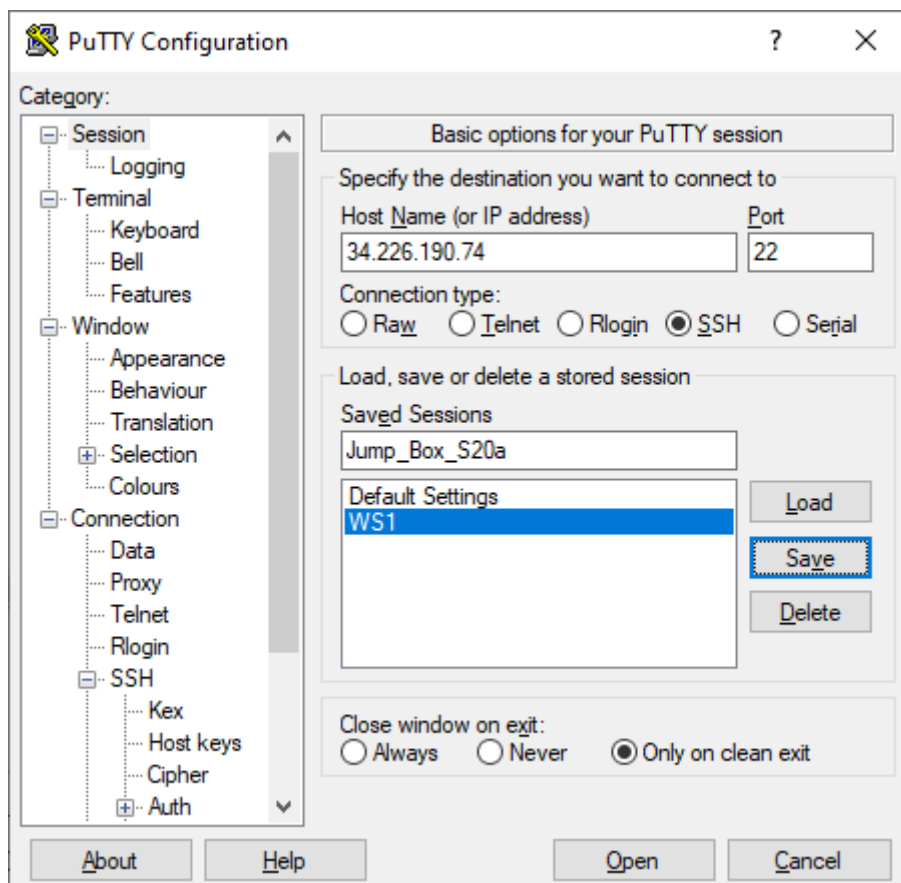 PuTTY Configuration
Category:
Session
Logging
Terminal
Keyboard
Bell
Features
Window
Appearance
Behaviour
Translation
Selection
Colours
Connection
Data
Proxy
Telnet
Rlogin
SSH
Kex
Host keys
Cipher
Auth
Basic options for your PuTTY session
Specify the destination you want to connect to
Host Name (or IP address) Port
34.226.190.74 22
Connection type:
Raw Telnet Rlogin SSH Serial
Load, save or delete a stored session
Saved Sessions
Jump_Box_S20a
Default Settings
WS1
Load
Save
Delete
Close window on exit:
Always Never Only on clean exit
About Help Open Cancel